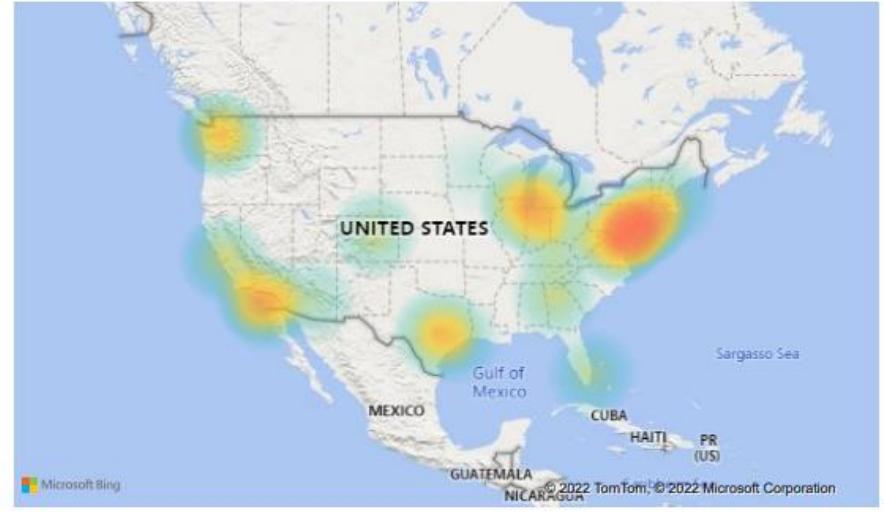 UNITED STATES
Sargasso Sea
Gulf of
Mexico
MEXICO
CUBA
HAITI
PR
(US)
GUATEMALA
Microsoft Bing
NICARAGUA
© 2022 TomTom, © 2022 Microsoft Corporation